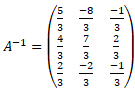 A⁻¹ = (
5/3 -8/3 -1/3
4/3 7/3 2/3
2/3 -2/3 -1/3
)